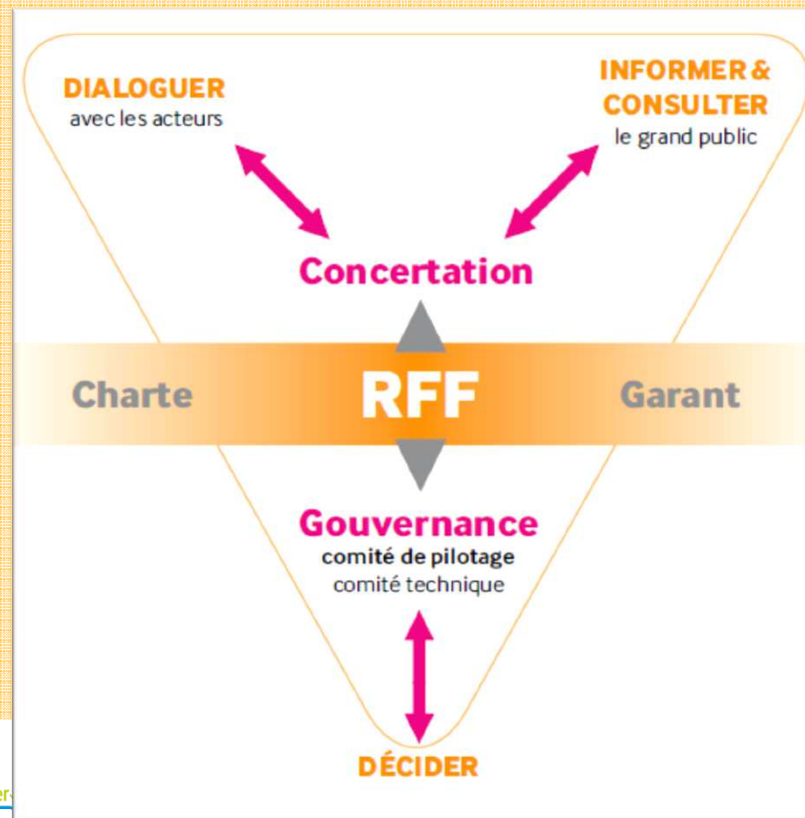 DIALOGUER
avec les acteurs
INFORMER &
CONSULTER
le grand public
Concertation
Charte
RFF
Garant
Gouvernance
comité de pilotage
comité technique
DÉCIDER